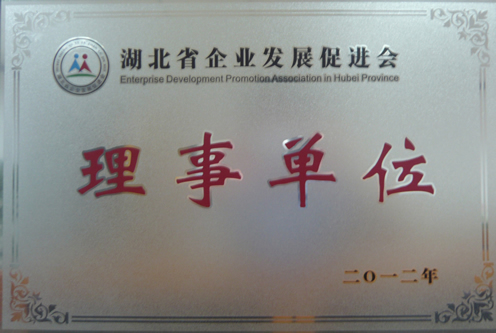 湖北省企业发展促进会
Enterprise Development Promotion Association in Hubei Province
理事单位
二〇一二年